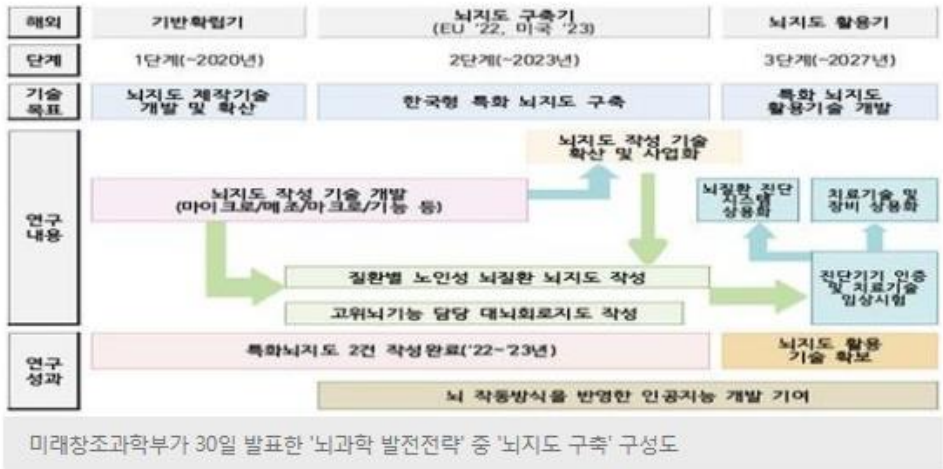 해외
기반확립기
뇌지도 구축기
(EU '22, 미국 '23)
뇌지도 활용기
단계
1단계(~2020년)
2단계(~2023년)
3단계(~2027년)
기술
목표
뇌지도 제작기술
개발 및 확산
한국형 특화 뇌지도 구축
특화 뇌지도
활용기술 개발
연구
내용
뇌지도 작성 기술
확산 및 사업화
뇌지도 작성 기술 개발
(마이크로/메조/마크로/기능 등)
뇌질환 진단
시스템
상용화
치료기술 및
장비 상용화
질환별 노인성 뇌질환 뇌지도 작성
고위뇌기능 담당 대뇌회로지도 작성
진단기기 인증
및 치료기술
임상시험
연구
성과
특화뇌지도 2건 작성완료('22~'23년)
뇌지도 활용
기술 확보
뇌 작동방식을 반영한 인공지능 개발 기여
미래창조과학부가 30일 발표한 '뇌과학 발전전략' 중 '뇌지도 구축' 구성도